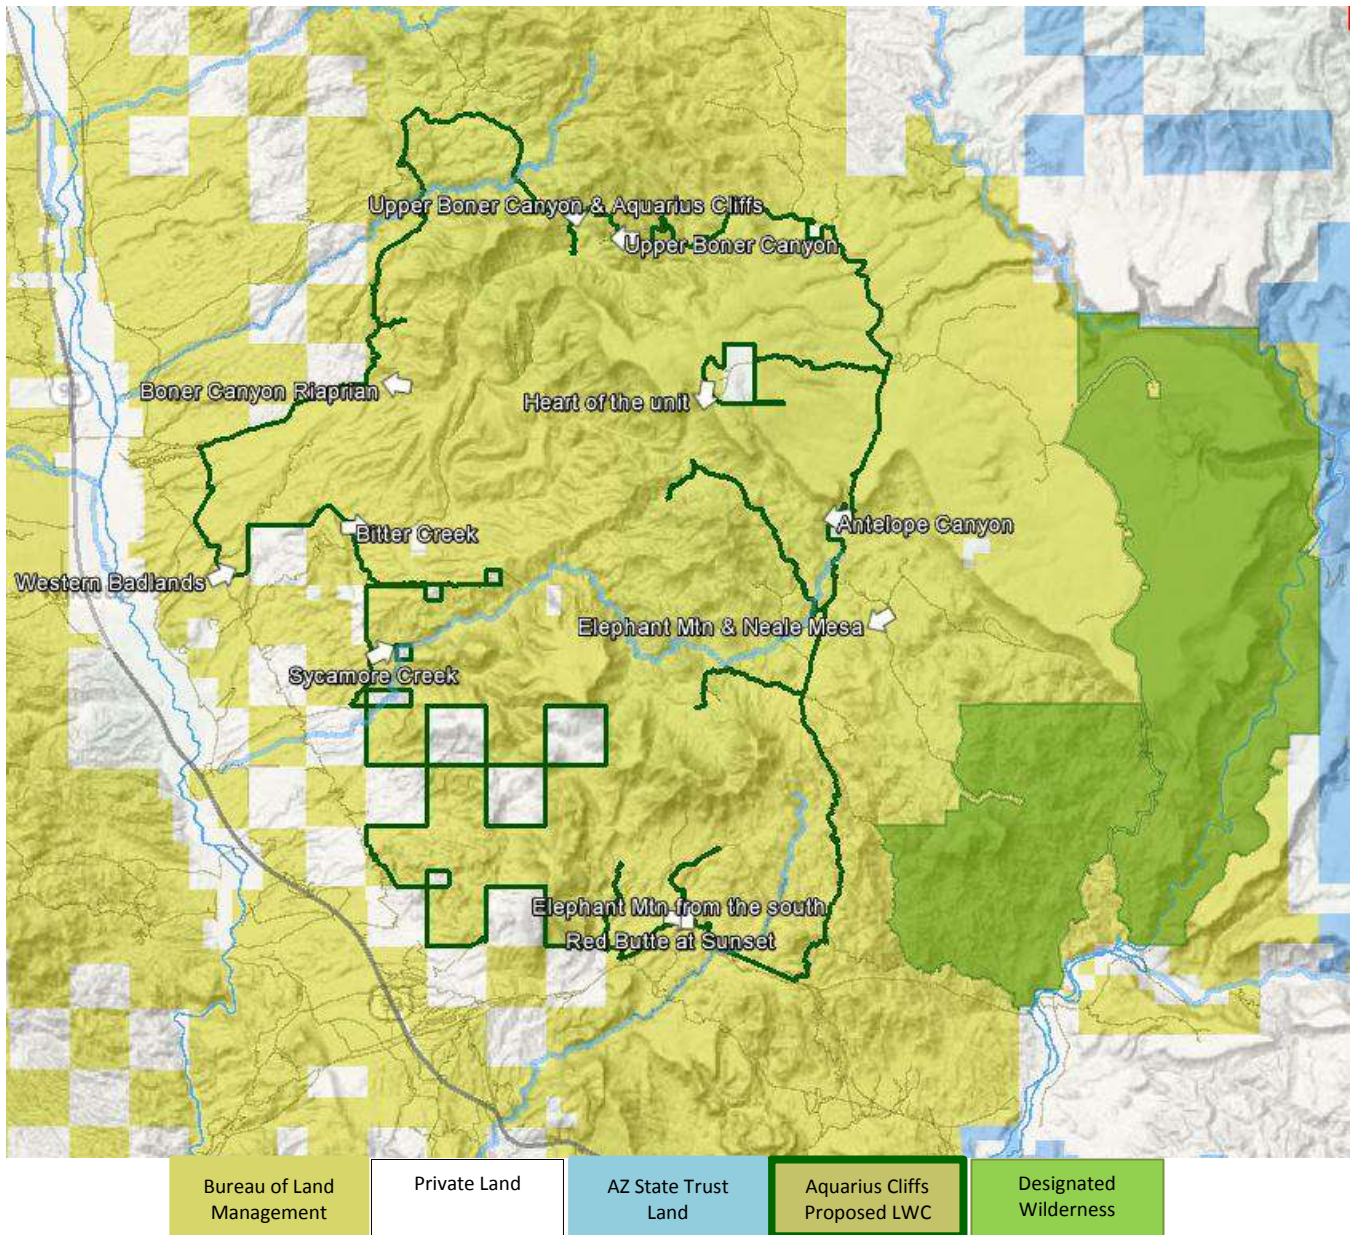 Upper Boner Canyon & Aquarius Cliffs
Upper Boner Canyon
Boner Canyon Riaprian
Heart of the unit
Antelope Canyon
Bitter Creek
Western Badlands
Elephant Mtn & Neale Mesa
Sycamore Creek
Elephant Mtn from the south
Red Butte at Sunset
Bureau of Land
Management
Private Land
AZ State Trust
Land
Aquarius Cliffs
Proposed LWC
Designated
Wilderness